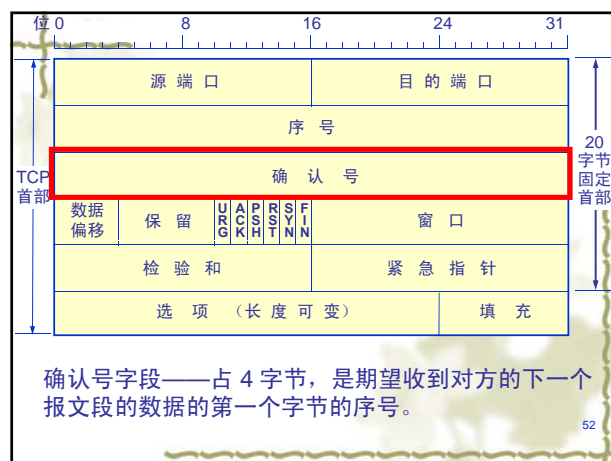 位 0 8 16 24 31
源 端 口 目 的 端 口
序 号
TCP
首部
确 认 号
20
字节
固定
首部
数据
偏移
保 留
URG ACK PSH RST SYN FIN
窗 口
检 验 和 紧 急 指 针
选 项 （长 度 可 变） 填 充
确认号字段——占 4 字节，是期望收到对方的下一个
报文段的数据的第一个字节的序号。
52